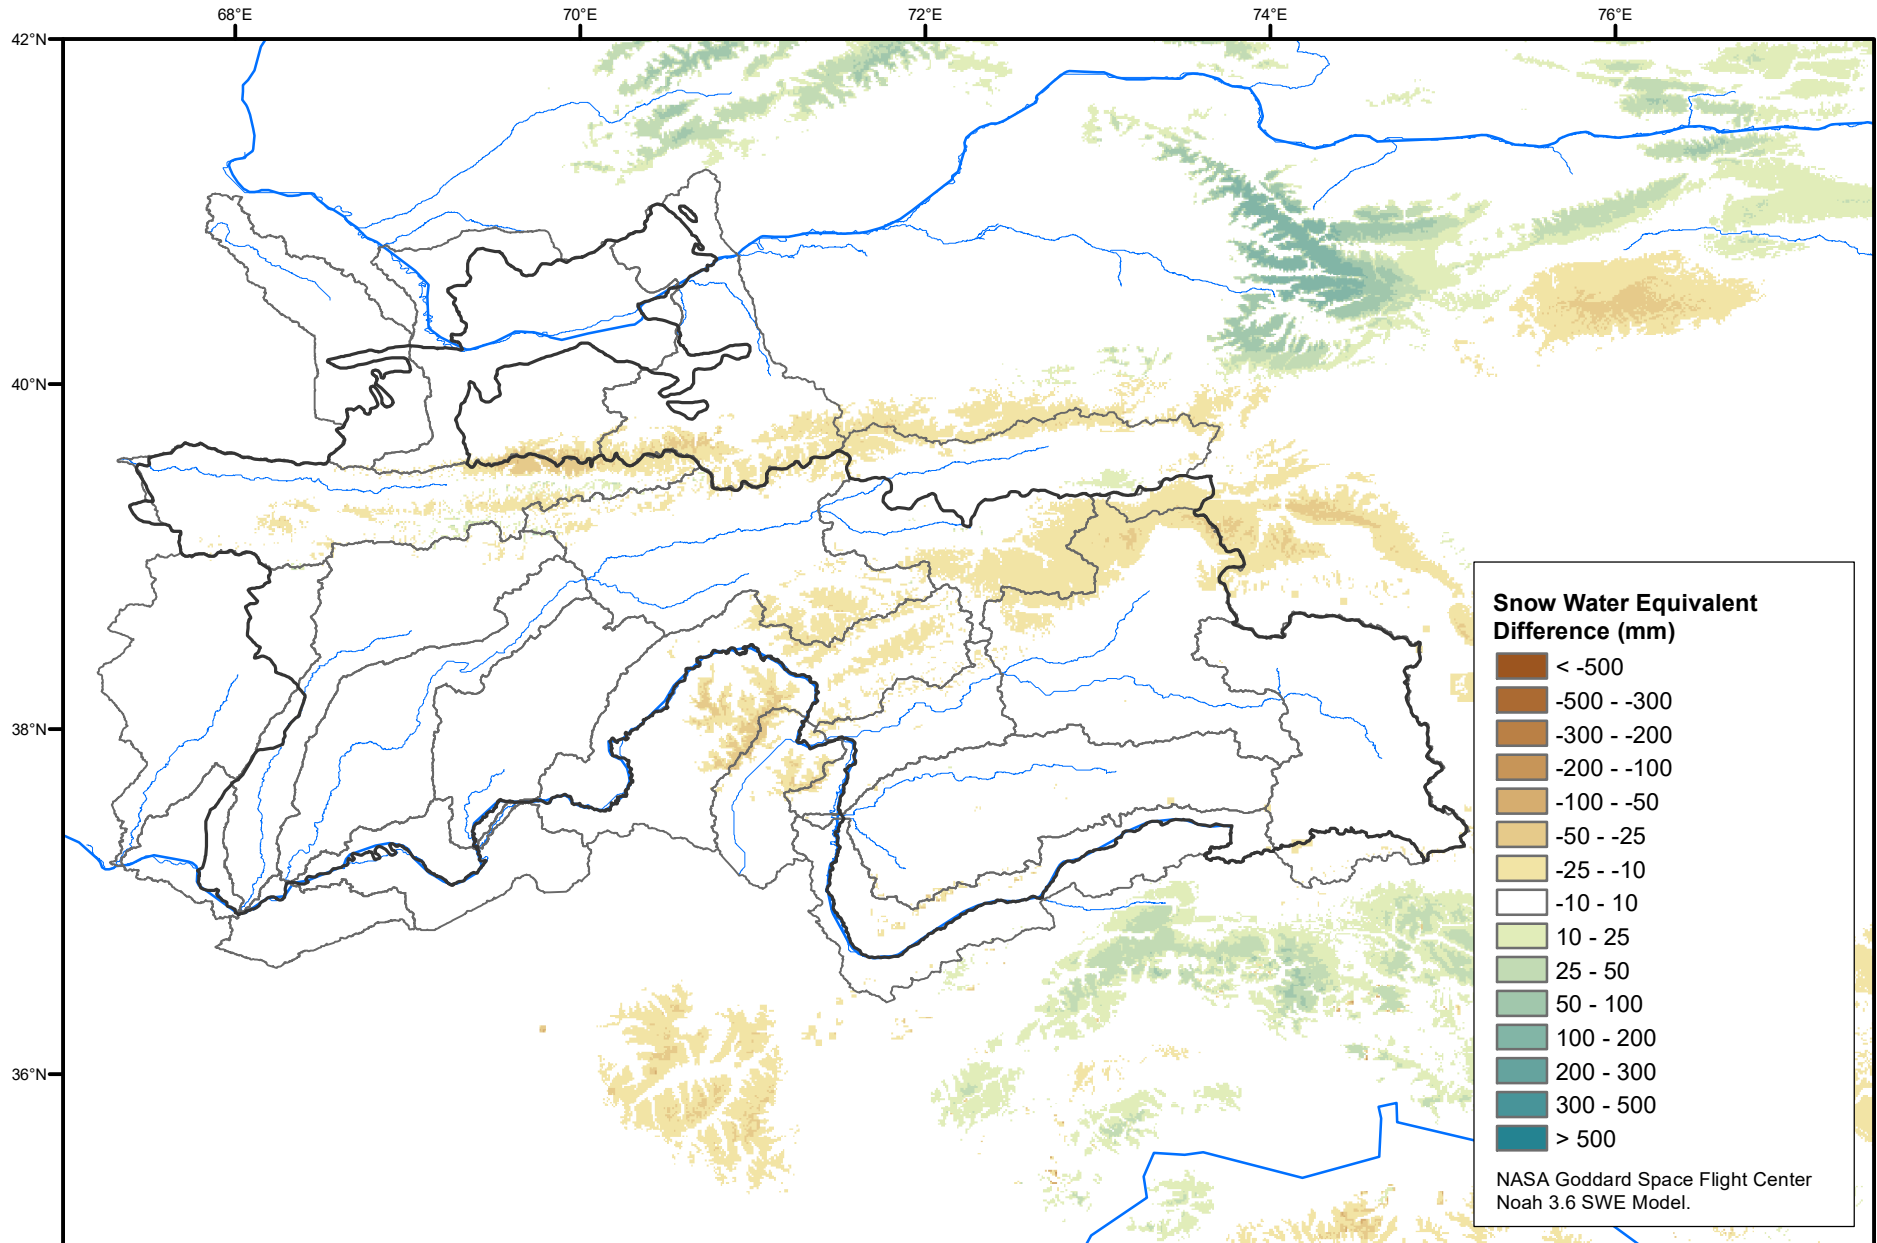 68°E
70°E
72°E
74°E
76°E
42°N
40°N
38°N
36°N
Snow Water Equivalent
Difference (mm)
< -500
-500 - -300
-300 - -200
-200 - -100
-100 - -50
-50 - -25
-25 - -10
-10 - 10
10 - 25
25 - 50
50 - 100
100 - 200
200 - 300
300 - 500
> 500
NASA Goddard Space Flight Center
Noah 3.6 SWE Model.